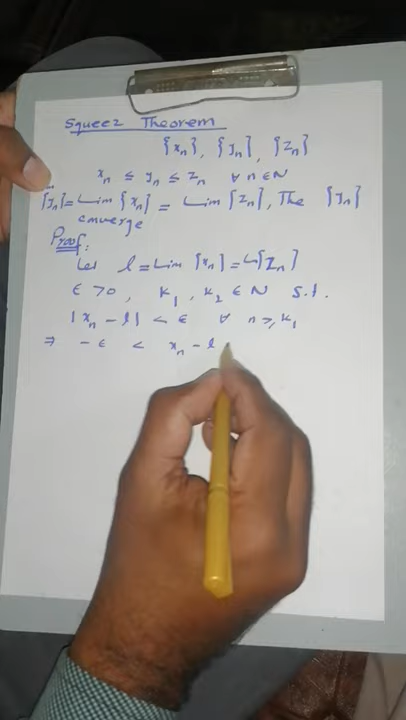 Squeez Theorem
{xn}, {yn}, {zn}
xn ≤ yn ≤ zn ∀ n ∈ N
{yn} = Lim {xn} = Lim {zn}, The {yn}
converge
Proof:
Let l = Lim {xn} = {zn}
ϵ > 0, k1, k2 ∈ N s.t.
|xn - l| < ϵ ∀ n ≥ k1
⇒ - ϵ < xn - l